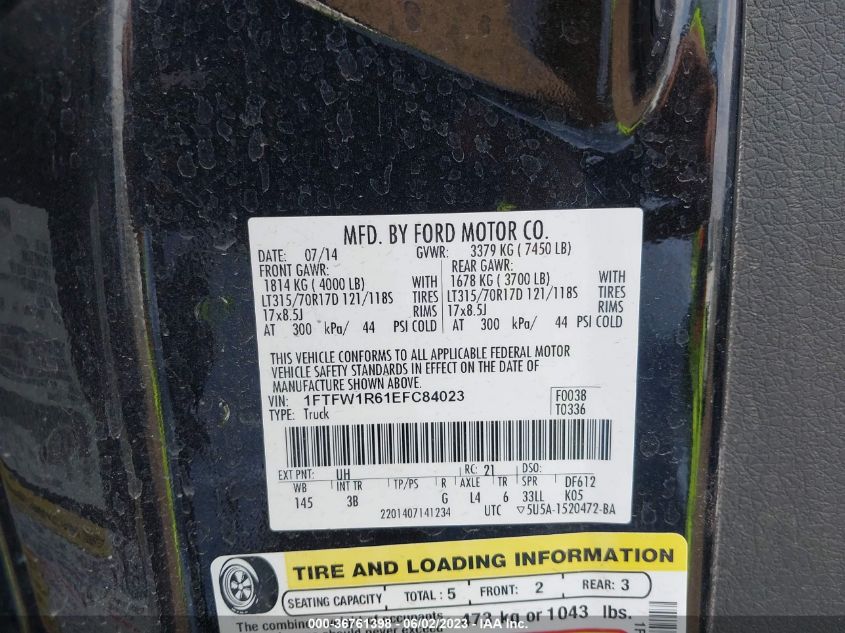 MFD. BY FORD MOTOR CO.
DATE: 07/14 GVWR: 3379 KG ( 7450 LB)
FRONT GAWR: REAR GAWR:
1814 KG ( 4000 LB) WITH 1678 KG ( 3700 LB) WITH
LT315/70R17D 121/118S TIRES LT315/70R17D 121/118S TIRES
17x8.5J RIMS 17x8.5J RIMS
AT 300 kPa/ 44 PSI COLD AT 300 kPa/ 44 PSI COLD
THIS VEHICLE CONFORMS TO ALL APPLICABLE FEDERAL MOTOR
VEHICLE SAFETY STANDARDS IN EFFECT ON THE DATE OF
MANUFACTURE SHOWN ABOVE.
VIN: 1FTFW1R61EFC84023 F0038
TYPE: Truck T0336
EXT PNT: UH RC: 21 DSO:
WB INT TR TP/PS R AXLE TR SPR DF612
145 3B G L4 6 33LL K05
2201407141234 UTC ▽5U5A-1520472-BA
TIRE AND LOADING INFORMATION
SEATING CAPACITY TOTAL : 5 FRONT: 2 REAR: 3
The combined 473 kg or 1043 lbs.
should never
000-36761398 - 06/02/2023 - IAA Inc.